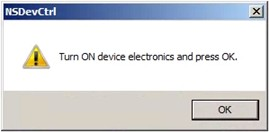 NSDevCtrl
Turn ON device electronics and press OK.
OK